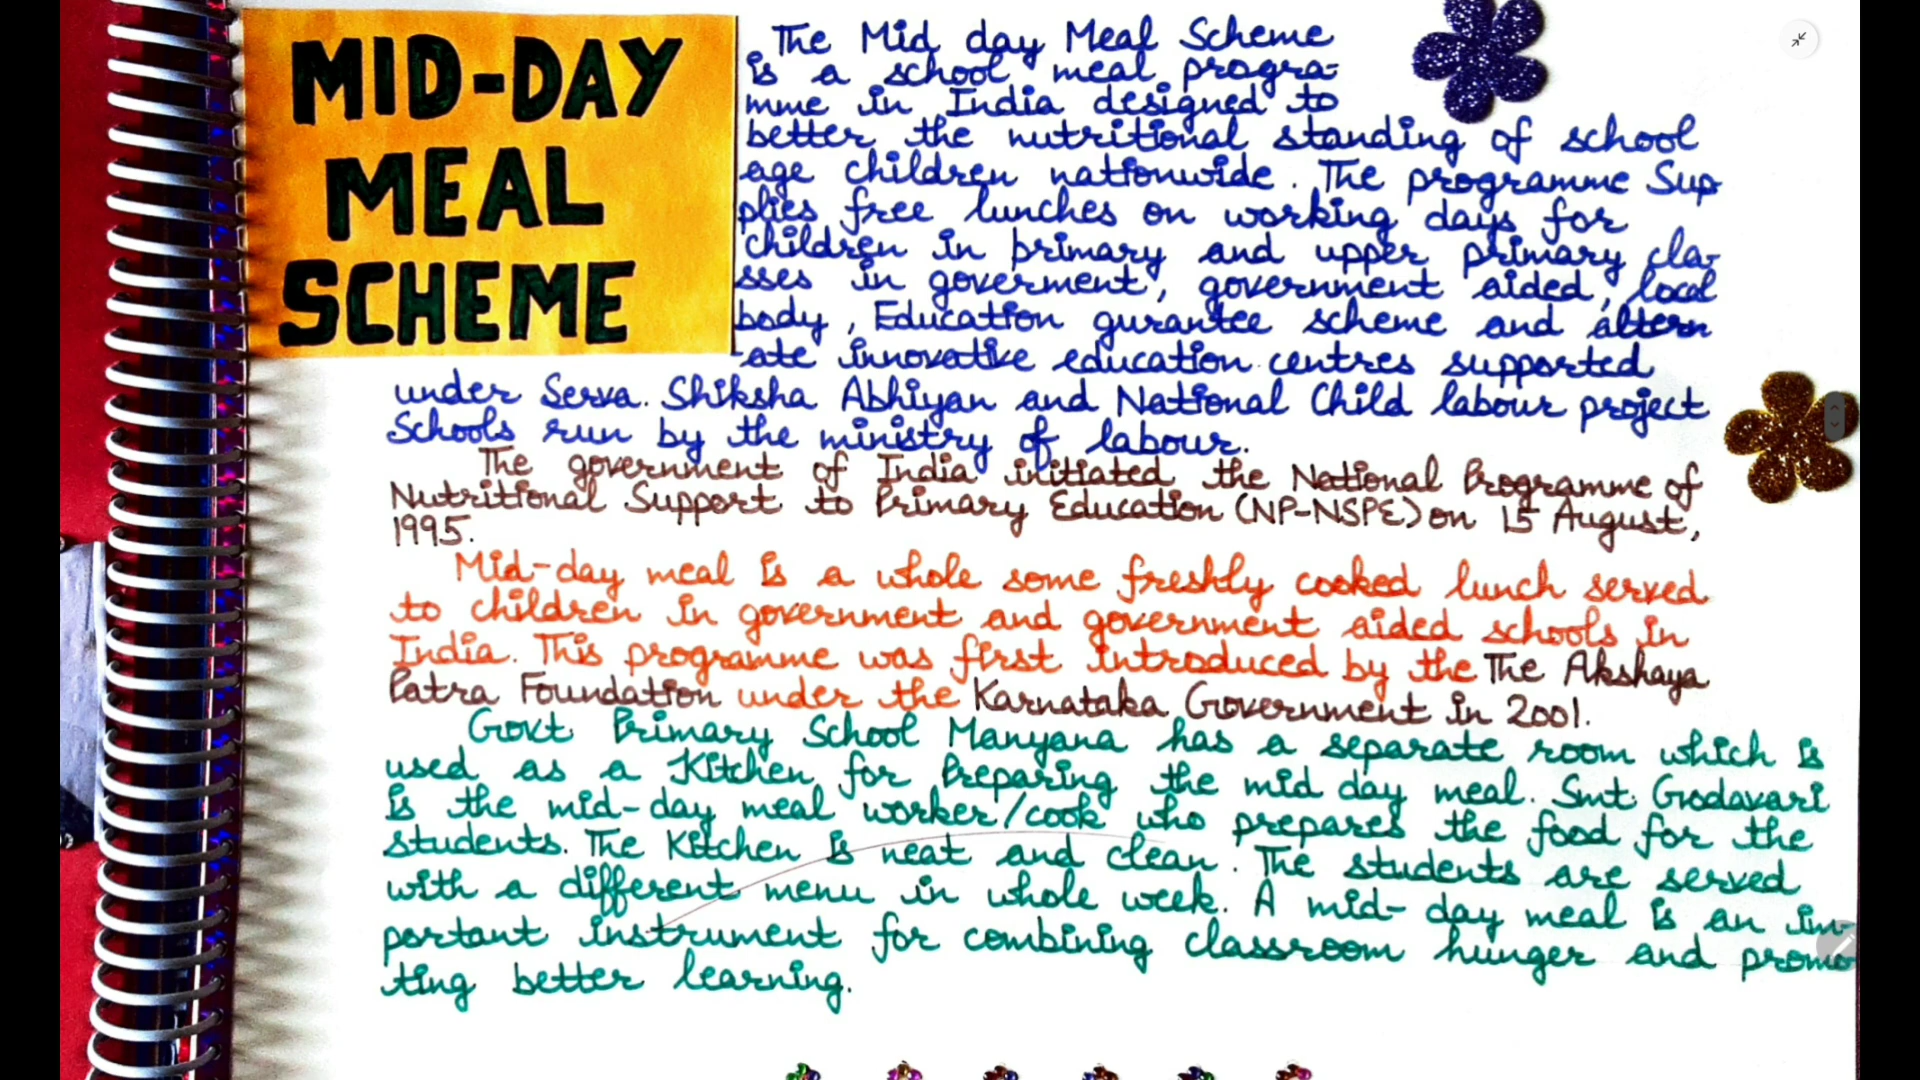 MID-DAY
MEAL
SCHEME
The Mid day Meal Scheme
is a school meal progra-
mme in India designed to
better the nutritional standing of school
age children nationwide. The programme Sup
plies free lunches on working days for
children in primary and upper primary cla-
sses in goverment, government aided, local
body, Education gurantee scheme and altern
-ate innovative education centres supported
under Serva. Shiksha Abhiyan and National Child labour project
Schools run by the ministry of labour.
The government of India initiated the National Programme of
Nutritional Support to Primary Education (NP-NSPE) on 15 August,
1995.
Mid-day meal is a whole some freshly cooked lunch served
to children in government and government aided schools in
India. This programme was first introduced by the The Akshaya
Patra Foundation under the Karnataka Government in 2001.
Govt Primary School Manyana has a separate room which is
used as a Kitchen for Preparing the mid day meal. Smt. Godavari
is the mid-day meal worker/cook who prepares the food for the
students. The Kitchen is neat and clean. The students are served
with a different menu in whole week. A mid-day meal is an im-
portant instrument for combining classroom hunger and promo
ting better learning.